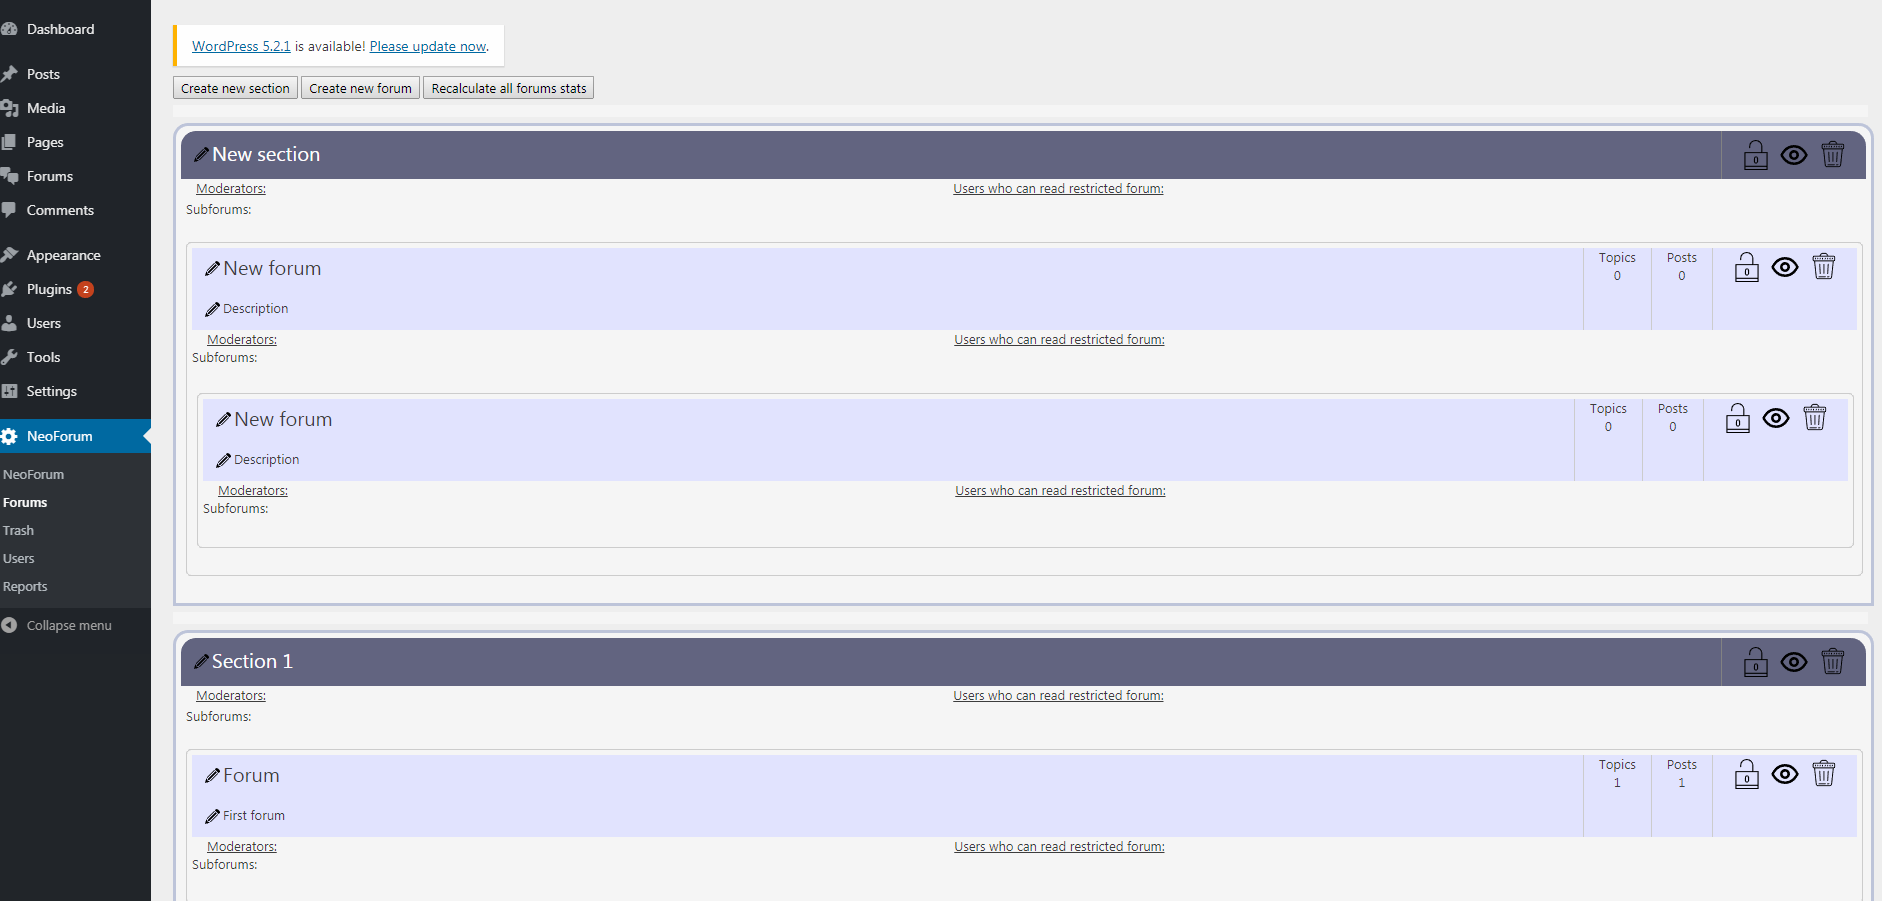 Dashboard
Posts
Media
Pages
Forums
Comments
Appearance
Plugins 2
Users
Tools
Settings
NeoForum
NeoForum
Forums
Trash
Users
Reports
Collapse menu
WordPress 5.2.1 is available! Please update now.
Create new section Create new forum Recalculate all forums stats
New section 0
Moderators: Users who can read restricted forum:
Subforums:
New forum Topics Posts
0 0 0
Description
Moderators: Users who can read restricted forum:
Subforums:
New forum Topics Posts
0 0 0
Description
Moderators: Users who can read restricted forum:
Subforums:
Section 1 0
Moderators: Users who can read restricted forum:
Subforums:
Forum Topics Posts
1 1 0
First forum
Moderators: Users who can read restricted forum:
Subforums: